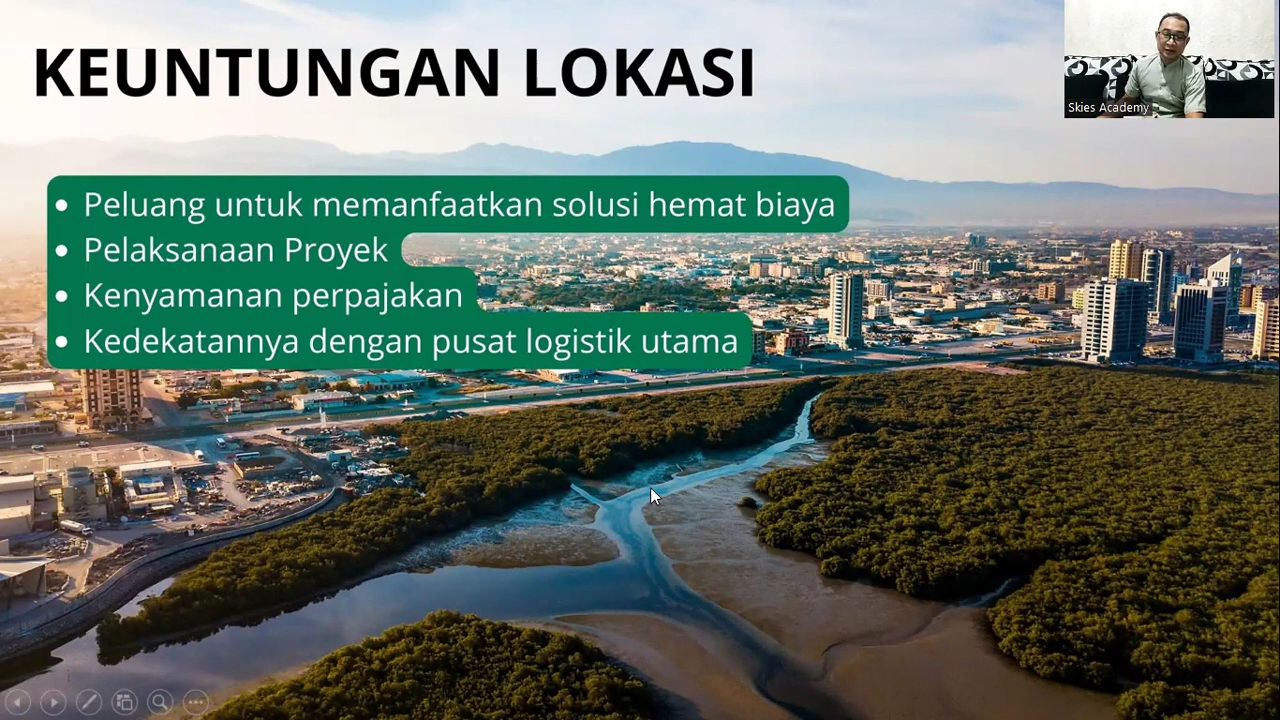 KEUNTUNGAN LOKASI
Skies Academy
Peluang untuk memanfaatkan solusi hemat biaya
Pelaksanaan Proyek
Kenyamanan perpajakan
Kedekatannya dengan pusat logistik utama